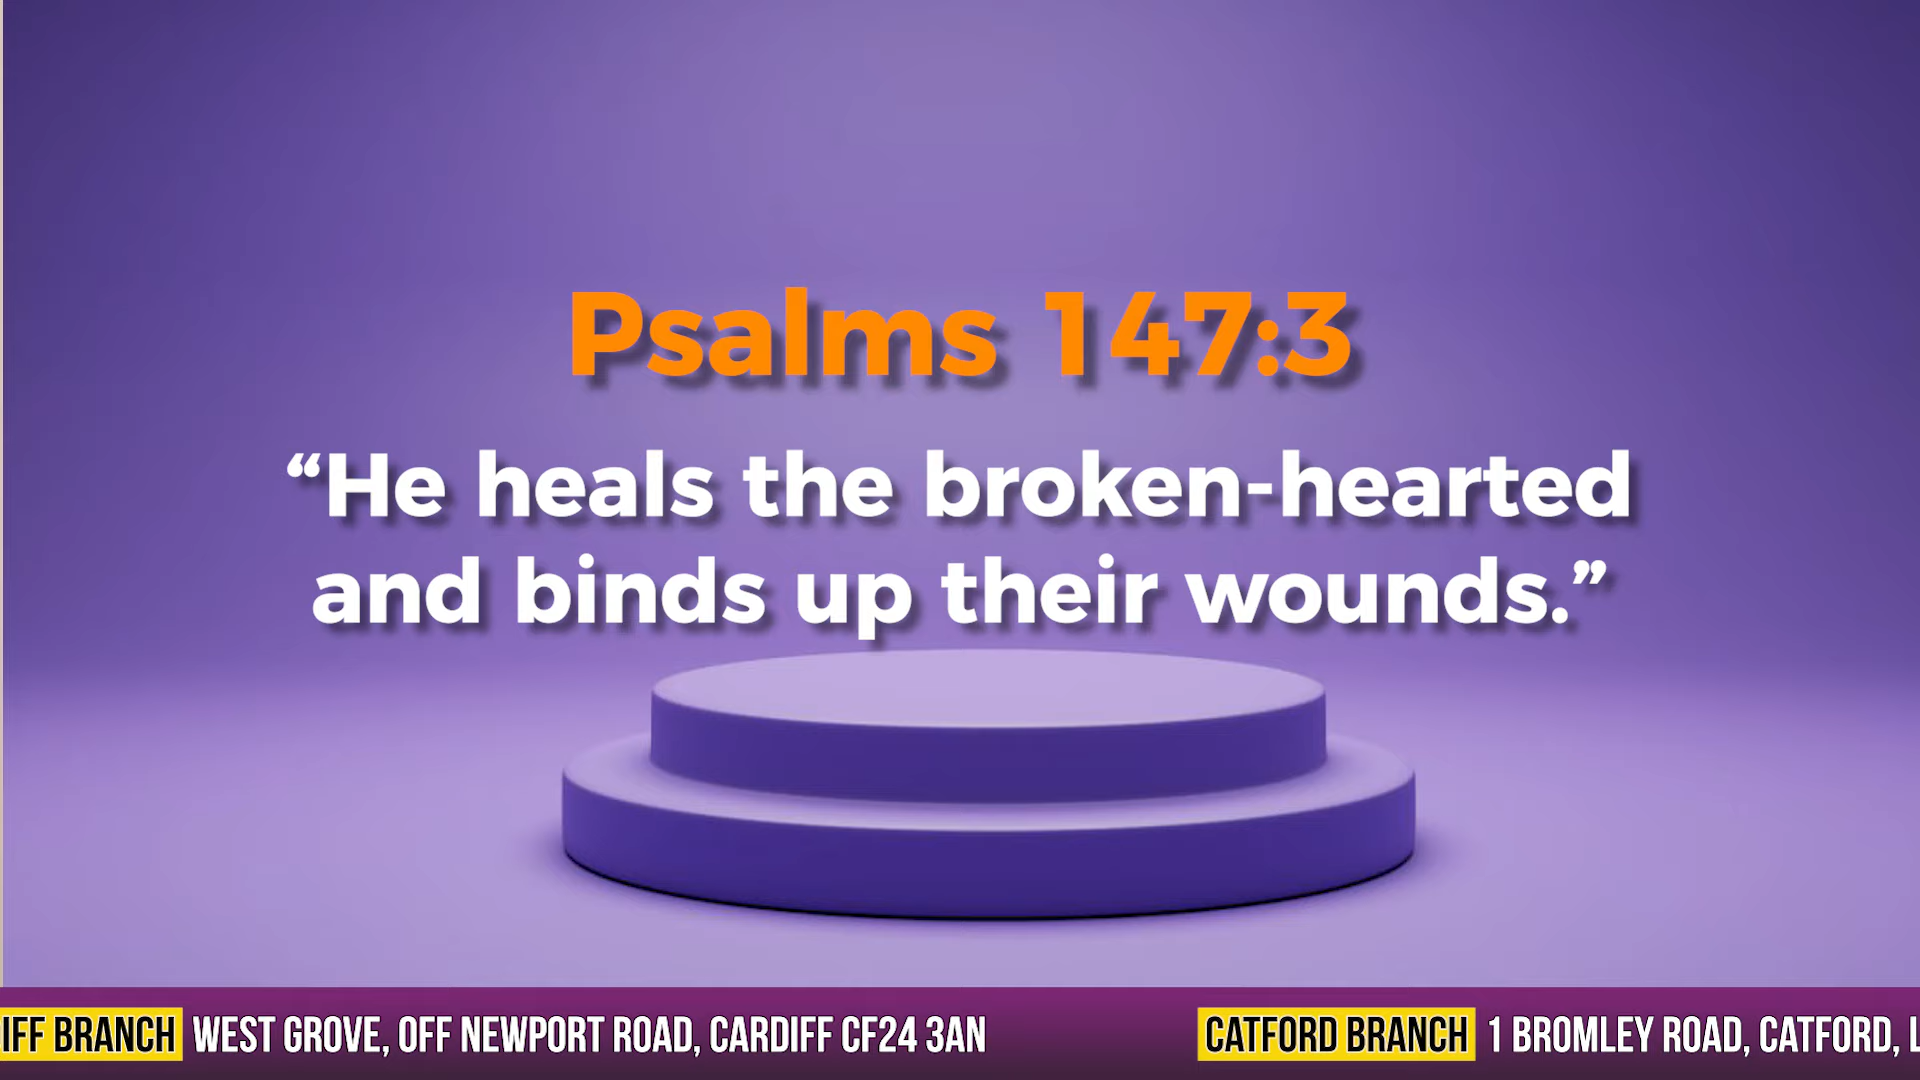 Psalms 147:3
“He heals the broken-hearted
and binds up their wounds.”
IFF BRANCH WEST GROVE, OFF NEWPORT ROAD, CARDIFF CF24 3AN CATFORD BRANCH 1 BROMLEY ROAD, CATFORD,